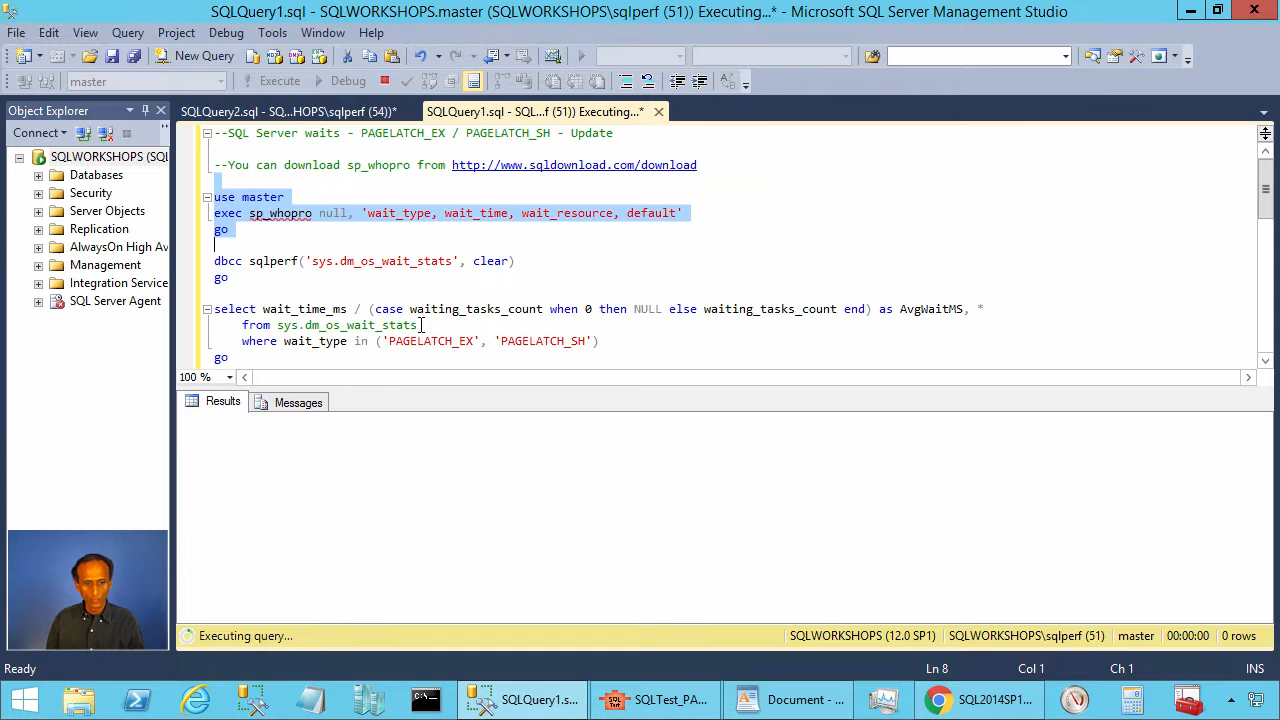 SQLQuery1.sql - SQLWORKSHOPS.master (SQLWORKSHOPS\sqlperf (51)) Executing...* - Microsoft SQL Server Management Studio
File Edit View Query Project Debug Tools Window Help
New Query
master Execute Debug
Object Explorer
SQLQuery2.sql - SQ...HOPS\sqlperf (54))* SQLQuery1.sql - SQL...f (51)) Executing...*
Connect
SQLWORKSHOPS (SQL
Databases
Security
Server Objects
Replication
AlwaysOn High Av
Management
Integration Service
SQL Server Agent
--SQL Server waits - PAGELATCH_EX / PAGELATCH_SH - Update
--You can download sp_whopro from http://www.sqldownload.com/download
use master
exec sp_whopro null, 'wait_type, wait_time, wait_resource, default'
go
dbcc sqlperf('sys.dm_os_wait_stats', clear)
go
select wait_time_ms / (case waiting_tasks_count when 0 then NULL else waiting_tasks_count end) as AvgWaitMS, *
from sys.dm_os_wait_stats
where wait_type in ('PAGELATCH_EX', 'PAGELATCH_SH')
go
100 %
Results Messages
Executing query... SQLWORKSHOPS (12.0 SP1) SQLWORKSHOPS\sqlperf (51) master 00:00:00 0 rows
Ready Ln 8 Col 1 Ch 1 INS
SQLQuery1.s... SQLTest_PA... Document - ... SQL2014SP1...